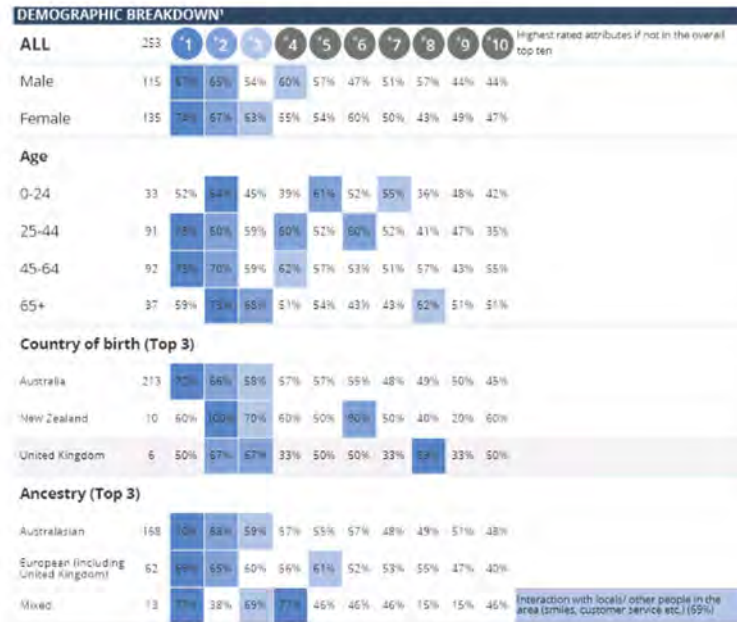 DEMOGRAPHIC BREAKDOWN¹
ALL 253 #1 #2 #3 #4 #5 #6 #7 #8 #9 #10 Highest rated attributes if not in the overall
top ten
Male 115 67% 65% 54% 60% 57% 47% 51% 57% 44% 44%
Female 135 67% 63% 55% 54% 60% 50% 43% 49% 47%
Age
0-24 33 52% 45% 39% 61% 52% 55% 36% 48% 42%
25-44 91 60% 59% 60% 52% 60% 52% 41% 47% 35%
45-64 92 73% 70% 59% 62% 57% 53% 51% 57% 43% 55%
65+ 37 59% 73% 68% 51% 54% 43% 43% 62% 51% 51%
Country of birth (Top 3)
Australia 213 70% 66% 58% 57% 57% 55% 48% 49% 50% 45%
New Zealand 10 60% 100% 70% 60% 50% 50% 40% 20% 60%
United Kingdom 6 50% 67% 67% 33% 50% 50% 33% 33% 50%
Ancestry (Top 3)
Australasian 168 70% 68% 59% 57% 55% 57% 48% 49% 51% 48%
European (including
United Kingdom) 62 65% 60% 56% 61% 52% 53% 55% 47% 40%
Mixed 13 77% 38% 69% 77% 46% 46% 46% 15% 15% 46% Interaction with locals/ other people in the
area (smiles, customer service etc.) (69%)